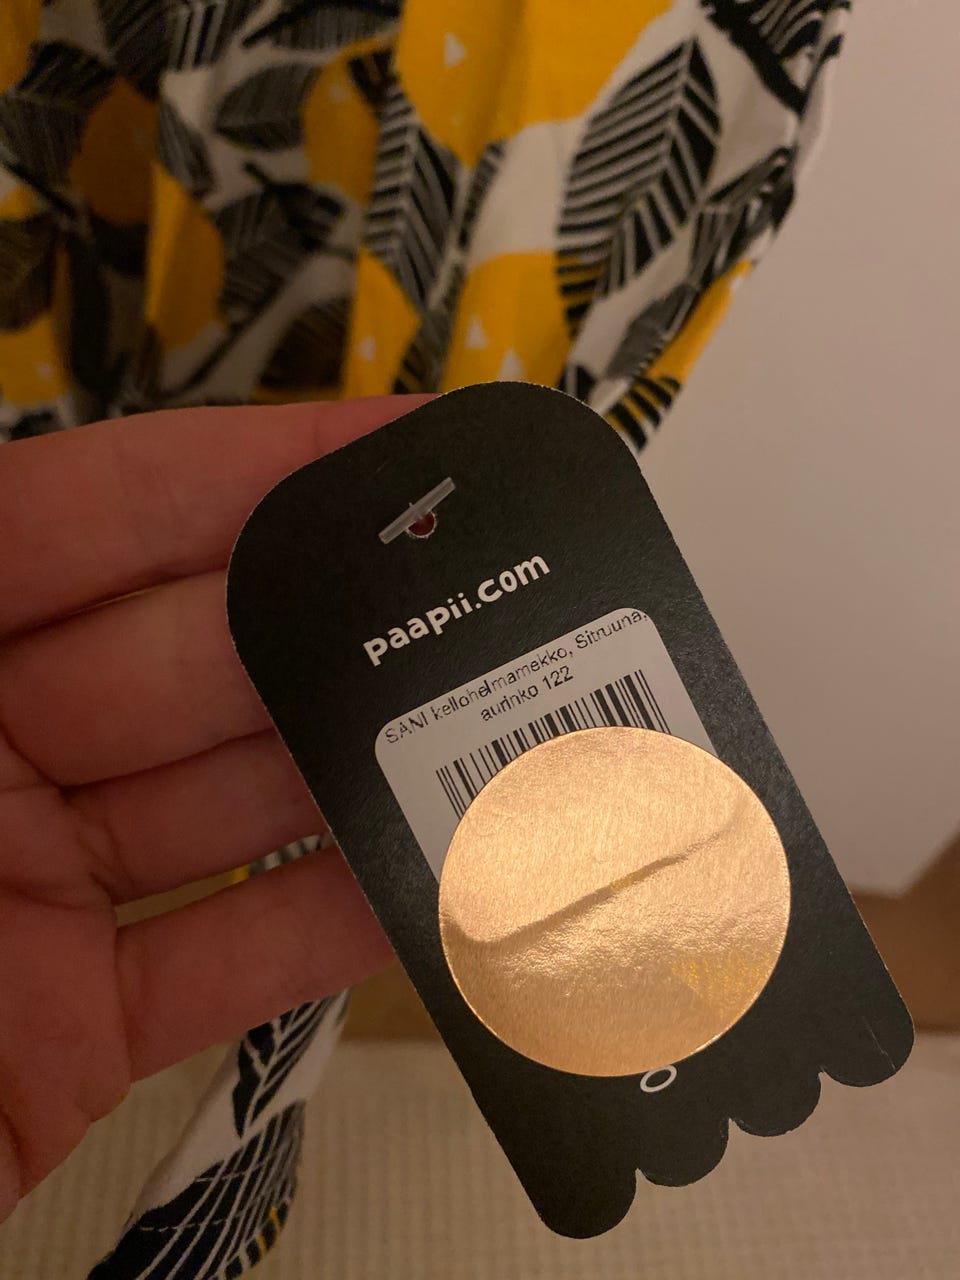 paapii.com
SANI kellohelmamekko, Sitruuna,
aurinko 122